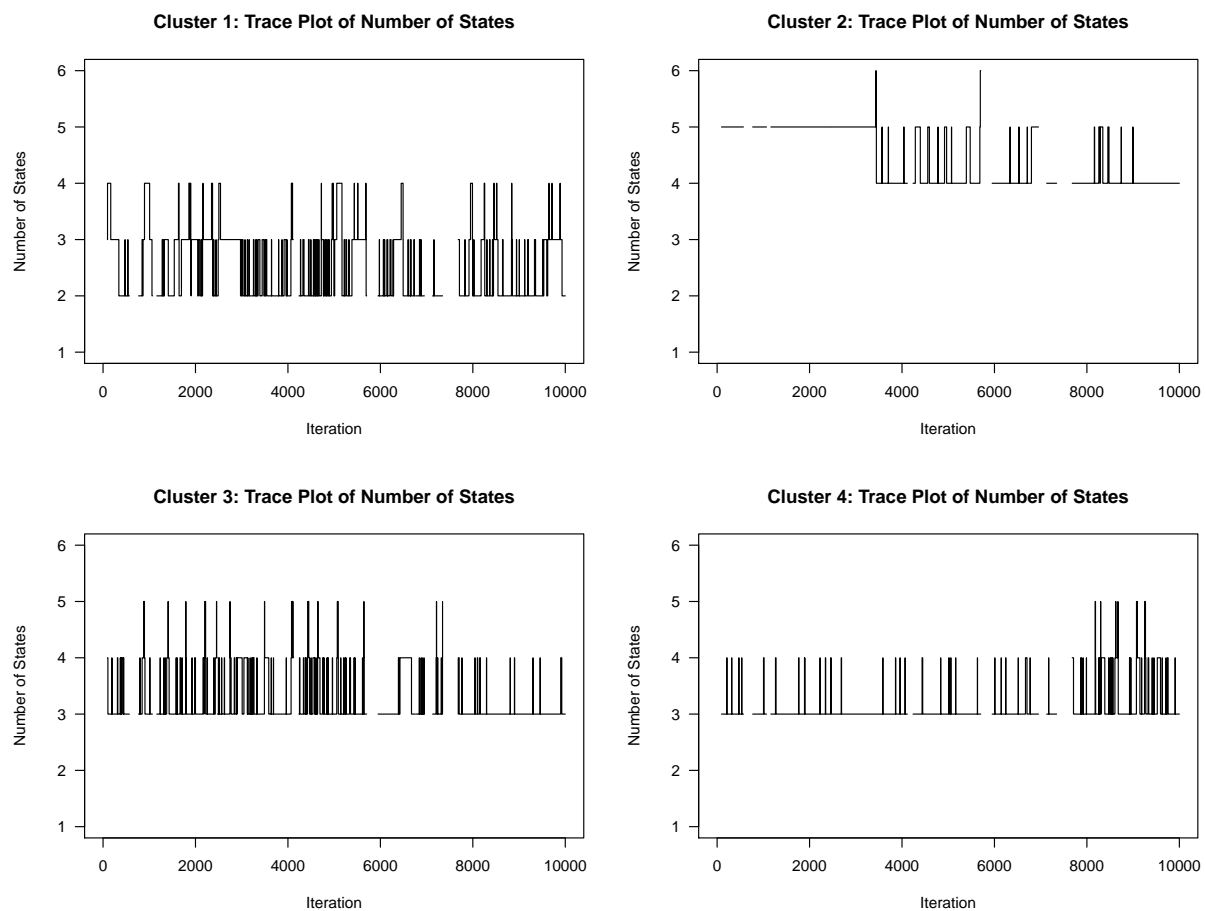 Cluster 1: Trace Plot of Number of States
Number of States
6
5
4
3
2
1
0 2000 4000 6000 8000 10000
Iteration
Cluster 2: Trace Plot of Number of States
Number of States
6
5
4
3
2
1
0 2000 4000 6000 8000 10000
Iteration
Cluster 3: Trace Plot of Number of States
Number of States
6
5
4
3
2
1
0 2000 4000 6000 8000 10000
Iteration
Cluster 4: Trace Plot of Number of States
Number of States
6
5
4
3
2
1
0 2000 4000 6000 8000 10000
Iteration